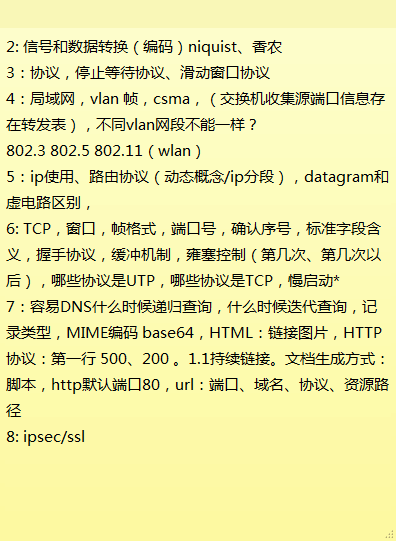 2: 信号和数据转换（编码）niquist、香农
3：协议，停止等待协议、滑动窗口协议
4：局域网，vlan 帧，csma，（交换机收集源端口信息存
在转发表），不同vlan网段不能一样？
802.3 802.5 802.11（wlan）
5：ip使用、路由协议（动态概念/ip分段），datagram和
虚电路区别，
6: TCP，窗口，帧格式，端口号，确认序号，标准字段含
义，握手协议，缓冲机制，雍塞控制（第几次、第几次以
后），哪些协议是UTP，哪些协议是TCP，慢启动*
7：容易DNS什么时候递归查询，什么时候迭代查询，记
录类型，MIME编码 base64，HTML：链接图片，HTTP
协议：第一行 500、200 。1.1持续链接。文档生成方式：
脚本，http默认端口80，url：端口、域名、协议、资源路
径
8: ipsec/ssl